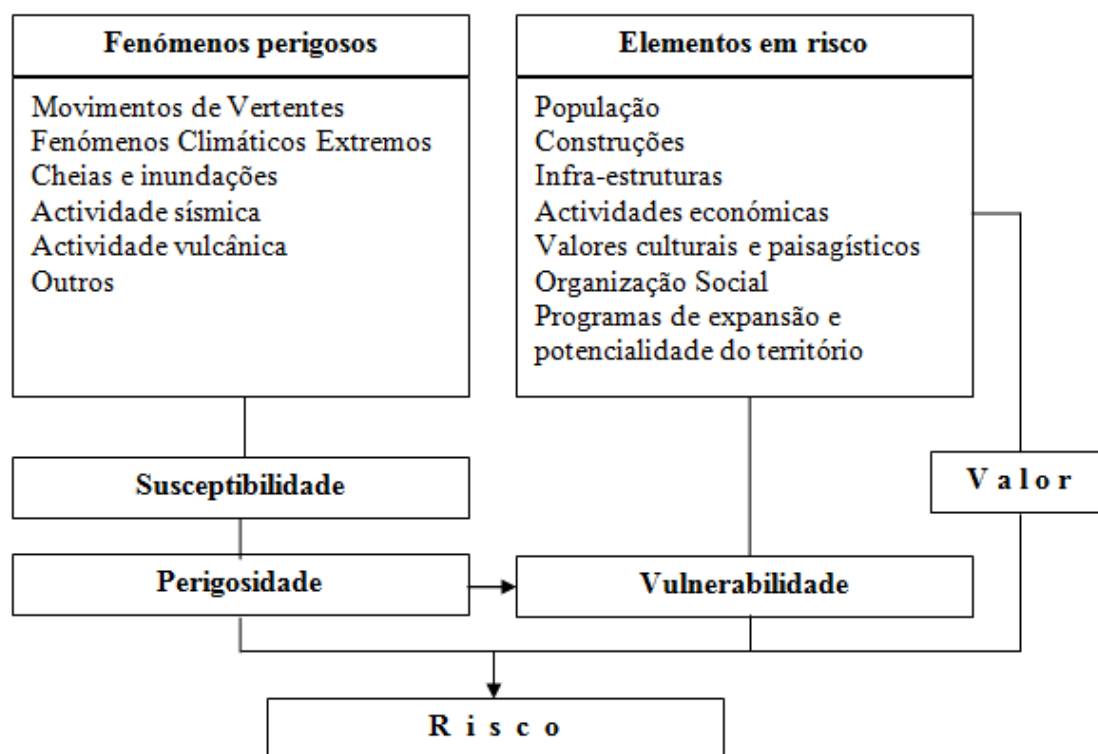 Fenómenos perigosos
Movimentos de Vertentes
Fenómenos Climáticos Extremos
Cheias e inundações
Actividade sísmica
Actividade vulcânica
Outros
Elementos em risco
População
Construções
Infra-estruturas
Actividades económicas
Valores culturais e paisagísticos
Organização Social
Programas de expansão e
potencialidade do território
Susceptibilidade
Valor
Perigosidade
Vulnerabilidade
Risco